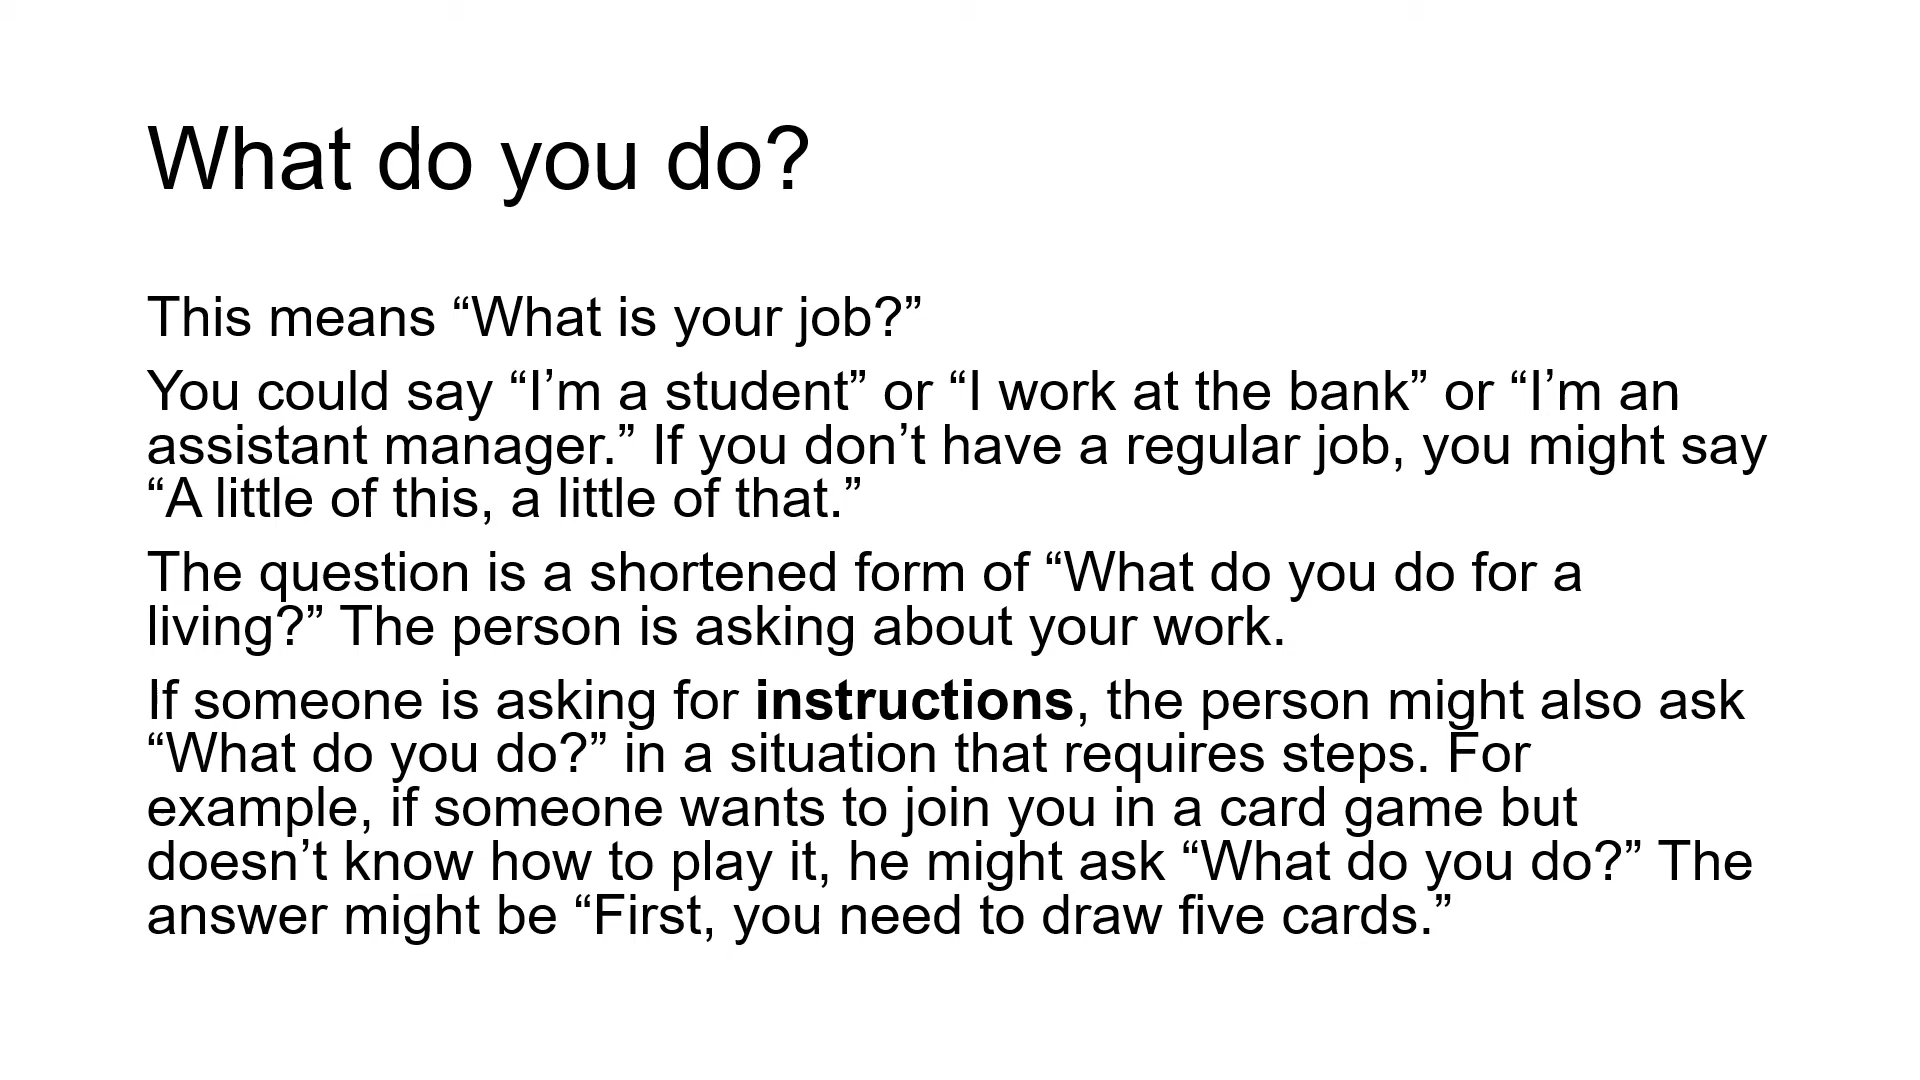 What do you do?
This means “What is your job?”
You could say “I’m a student” or “I work at the bank” or “I’m an
assistant manager.” If you don’t have a regular job, you might say
“A little of this, a little of that.”
The question is a shortened form of “What do you do for a
living?” The person is asking about your work.
If someone is asking for instructions, the person might also ask
“What do you do?” in a situation that requires steps. For
example, if someone wants to join you in a card game but
doesn’t know how to play it, he might ask “What do you do?” The
answer might be “First, you need to draw five cards.”